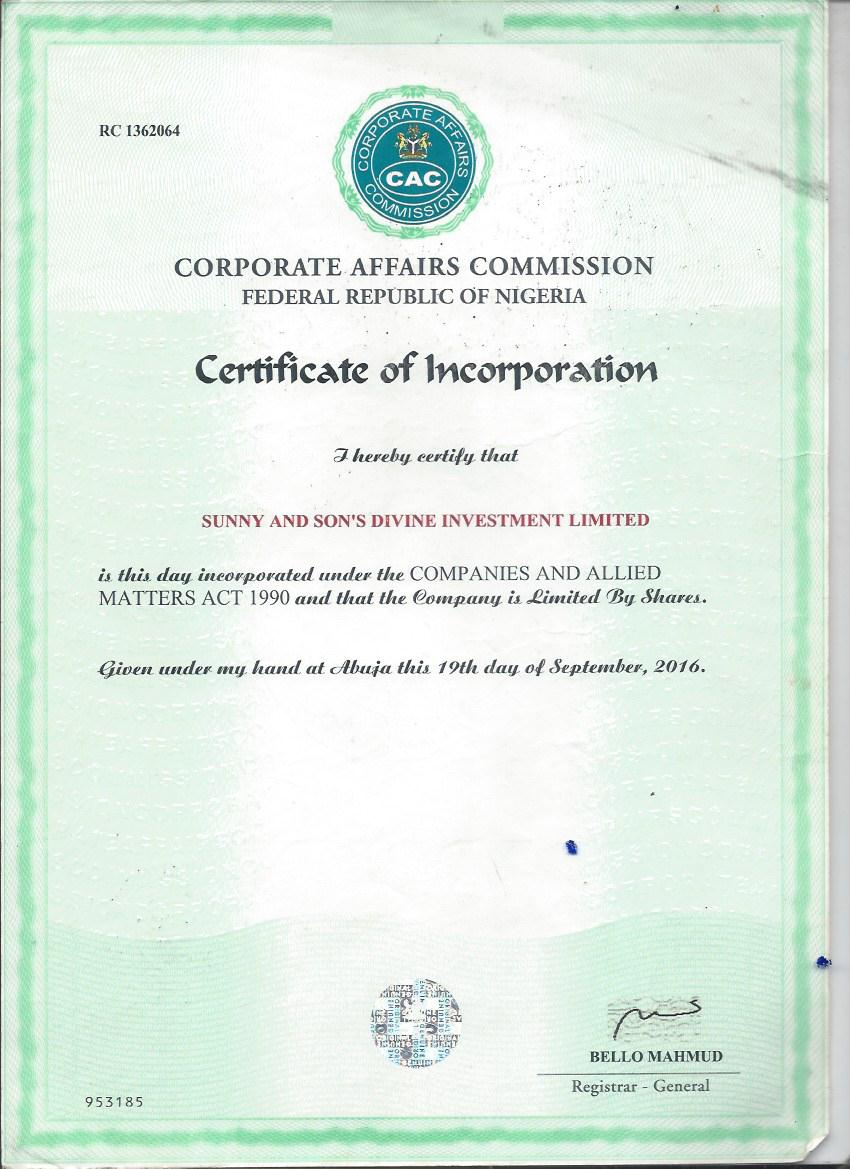 RC 1362064
CORPORATE AFFAIRS
CAC
COMMISSION
CORPORATE AFFAIRS COMMISSION
FEDERAL REPUBLIC OF NIGERIA
Certificate of Incorporation
I hereby certify that
SUNNY AND SON'S DIVINE INVESTMENT LIMITED
is this day incorporated under the COMPANIES AND ALLIED
MATTERS ACT 1990 and that the Company is Limited By Shares.
Given under my hand at Abuja this 19th day of September, 2016.
BELLO MAHMUD
Registrar - General
953185